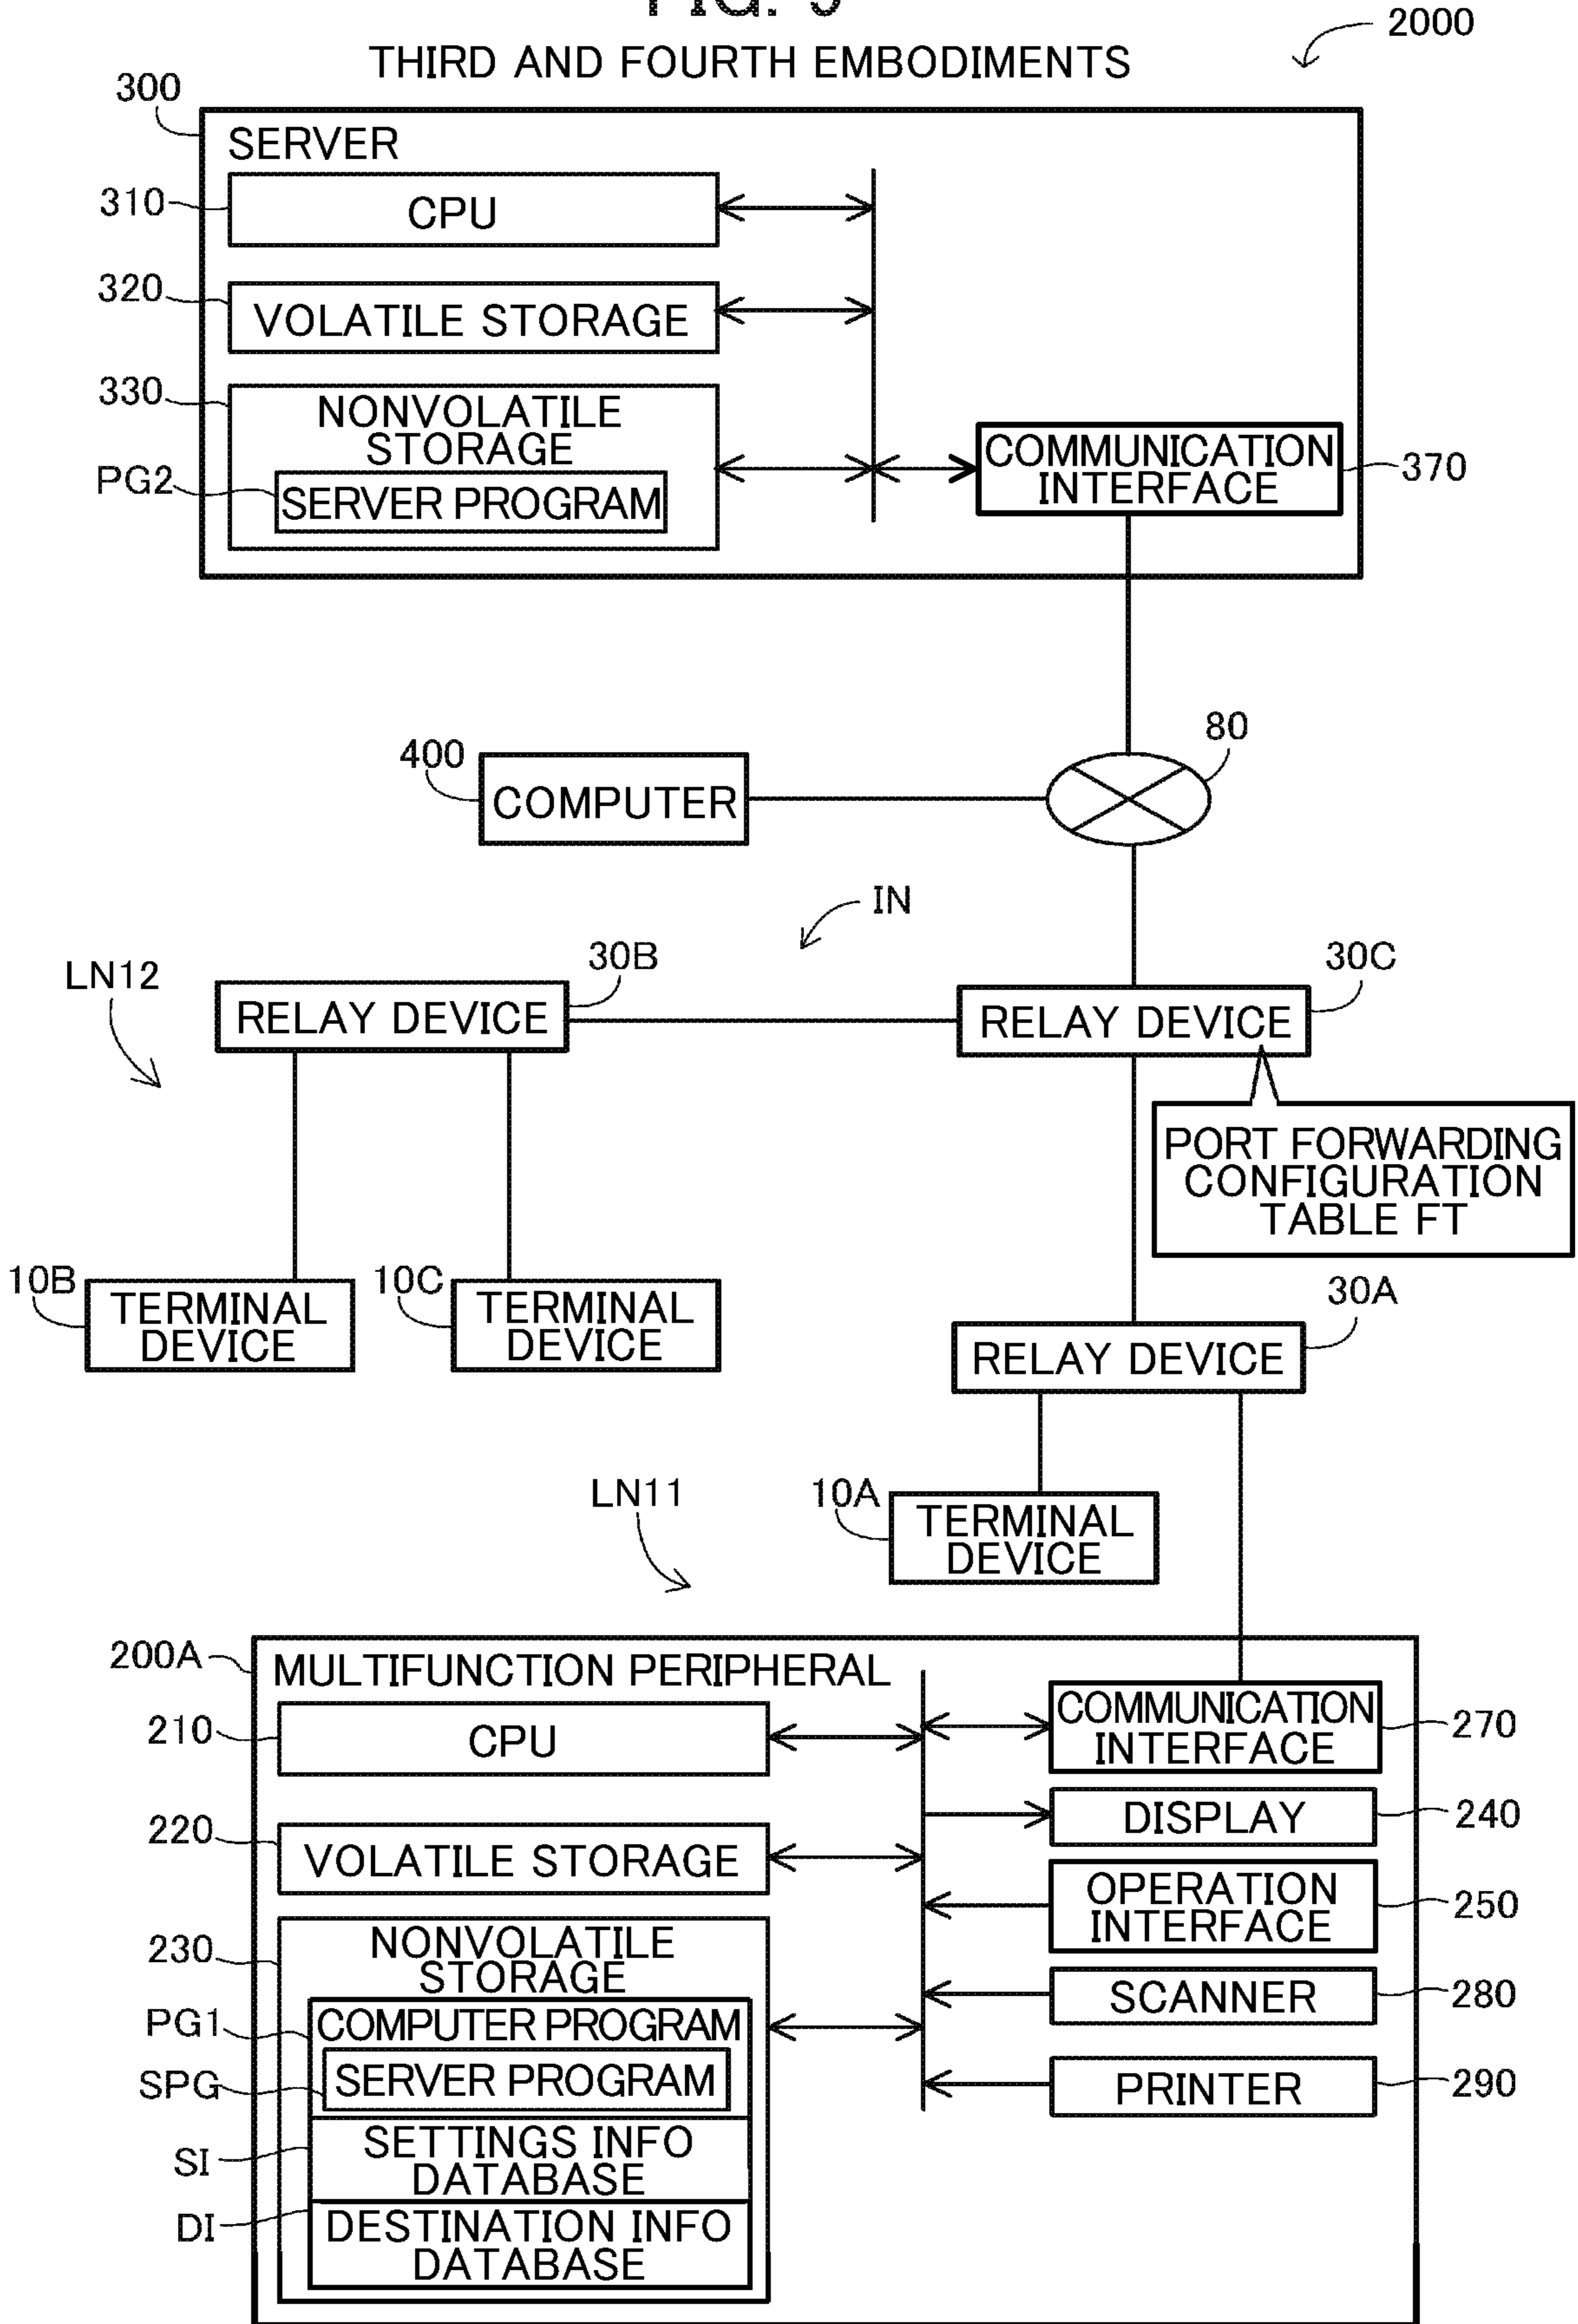 FIG.
2000
THIRD AND FOURTH EMBODIMENTS
300
SERVER
310
CPU
320
VOLATILE STORAGE
330
NONVOLATILE
STORAGE
PG2
SERVER PROGRAM
COMMUNICATION
INTERFACE
370
80
400
COMPUTER
IN
LN12
30B
RELAY DEVICE
30C
RELAY DEVICE
PORT FORWARDING
CONFIGURATION
TABLE FT
10B
TERMINAL
DEVICE
10C
TERMINAL
DEVICE
30A
RELAY DEVICE
LN11
10A
TERMINAL
DEVICE
200A
MULTIFUNCTION PERIPHERAL
210
CPU
COMMUNICATION
INTERFACE
270
DISPLAY
240
220
VOLATILE STORAGE
OPERATION
INTERFACE
250
230
NONVOLATILE
STORAGE
SCANNER
280
PG1
COMPUTER PROGRAM
SPG
SERVER PROGRAM
PRINTER
290
SI
SETTINGS INFO
DATABASE
DI
DESTINATION INFO
DATABASE